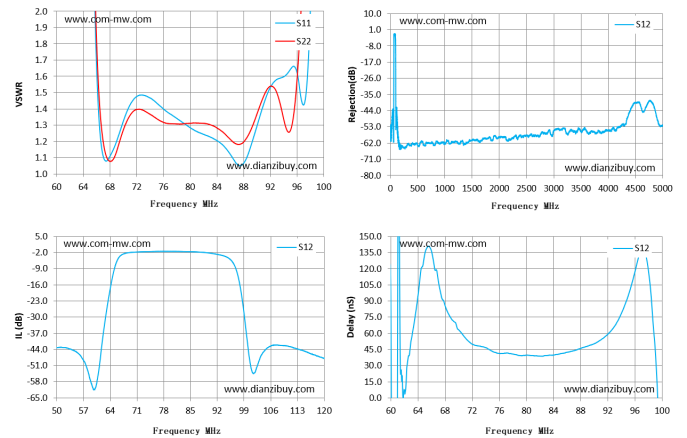 www.com-mw.com
S11
S22
2.0
1.9
1.8
1.7
1.6
1.5
1.4
1.3
1.2
1.1
1.0
VSWR
www.dianzibuy.com
60 64 68 72 76 80 84 88 92 96 100
Frequency MHz
www.com-mw.com
S12
10.0
1.0
-8.0
-17.0
-26.0
-35.0
-44.0
-53.0
-62.0
-71.0
-80.0
Rejection(dB)
www.dianzibuy.com
0 500 1000 1500 2000 2500 3000 3500 4000 4500 5000
Frequency MHz
www.com-mw.com
S12
5.0
-2.0
-9.0
-16.0
-23.0
-30.0
-37.0
-44.0
-51.0
-58.0
-65.0
IL (dB)
www.dianzibuy.com
50 57 64 71 78 85 92 99 106 113 120
Frequency MHz
www.com-mw.com
S12
150.0
135.0
120.0
105.0
90.0
75.0
60.0
45.0
30.0
15.0
0.0
Delay (nS)
www.dianzibuy.com
60 64 68 72 76 80 84 88 92 96 100
Frequency MHz